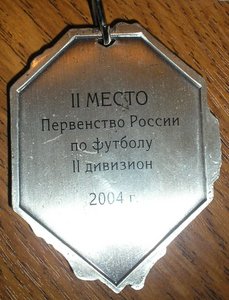 II МЕСТО
Первенство России
по футболу
II дивизион
2004 г.